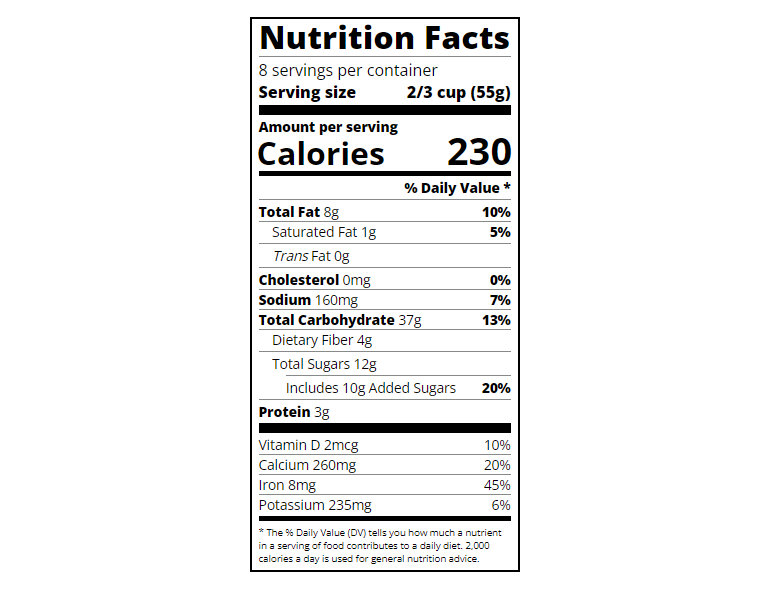 Nutrition Facts
8 servings per container
Serving size 2/3 cup (55g)
Amount per serving
Calories 230
% Daily Value *
Total Fat 8g 10%
Saturated Fat 1g 5%
Trans Fat 0g
Cholesterol 0mg 0%
Sodium 160mg 7%
Total Carbohydrate 37g 13%
Dietary Fiber 4g
Total Sugars 12g
Includes 10g Added Sugars 20%
Protein 3g
Vitamin D 2mcg 10%
Calcium 260mg 20%
Iron 8mg 45%
Potassium 235mg 6%
* The % Daily Value (DV) tells you how much a nutrient
in a serving of food contributes to a daily diet. 2,000
calories a day is used for general nutrition advice.